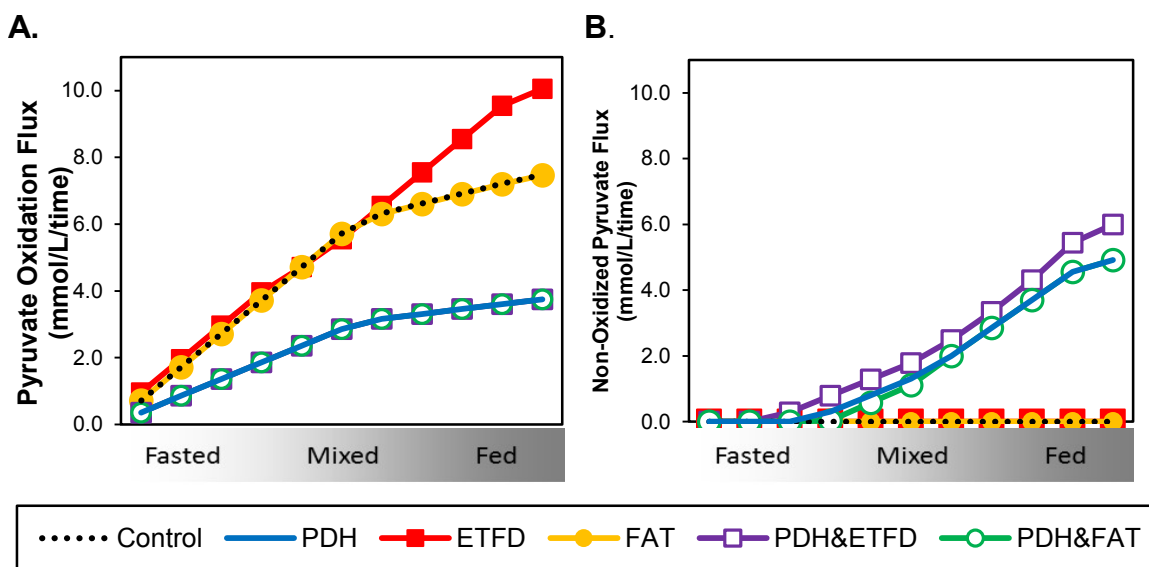 A.
B.
Pyruvate Oxidation Flux
(mmol/L/time)
10.0
8.0
6.0
4.0
2.0
0.0
Fasted Mixed Fed
Non-Oxidized Pyruvate Flux
(mmol/L/time)
10.0
8.0
6.0
4.0
2.0
0.0
Fasted Mixed Fed
Control PDH ETFD FAT PDH&ETFD PDH&FAT